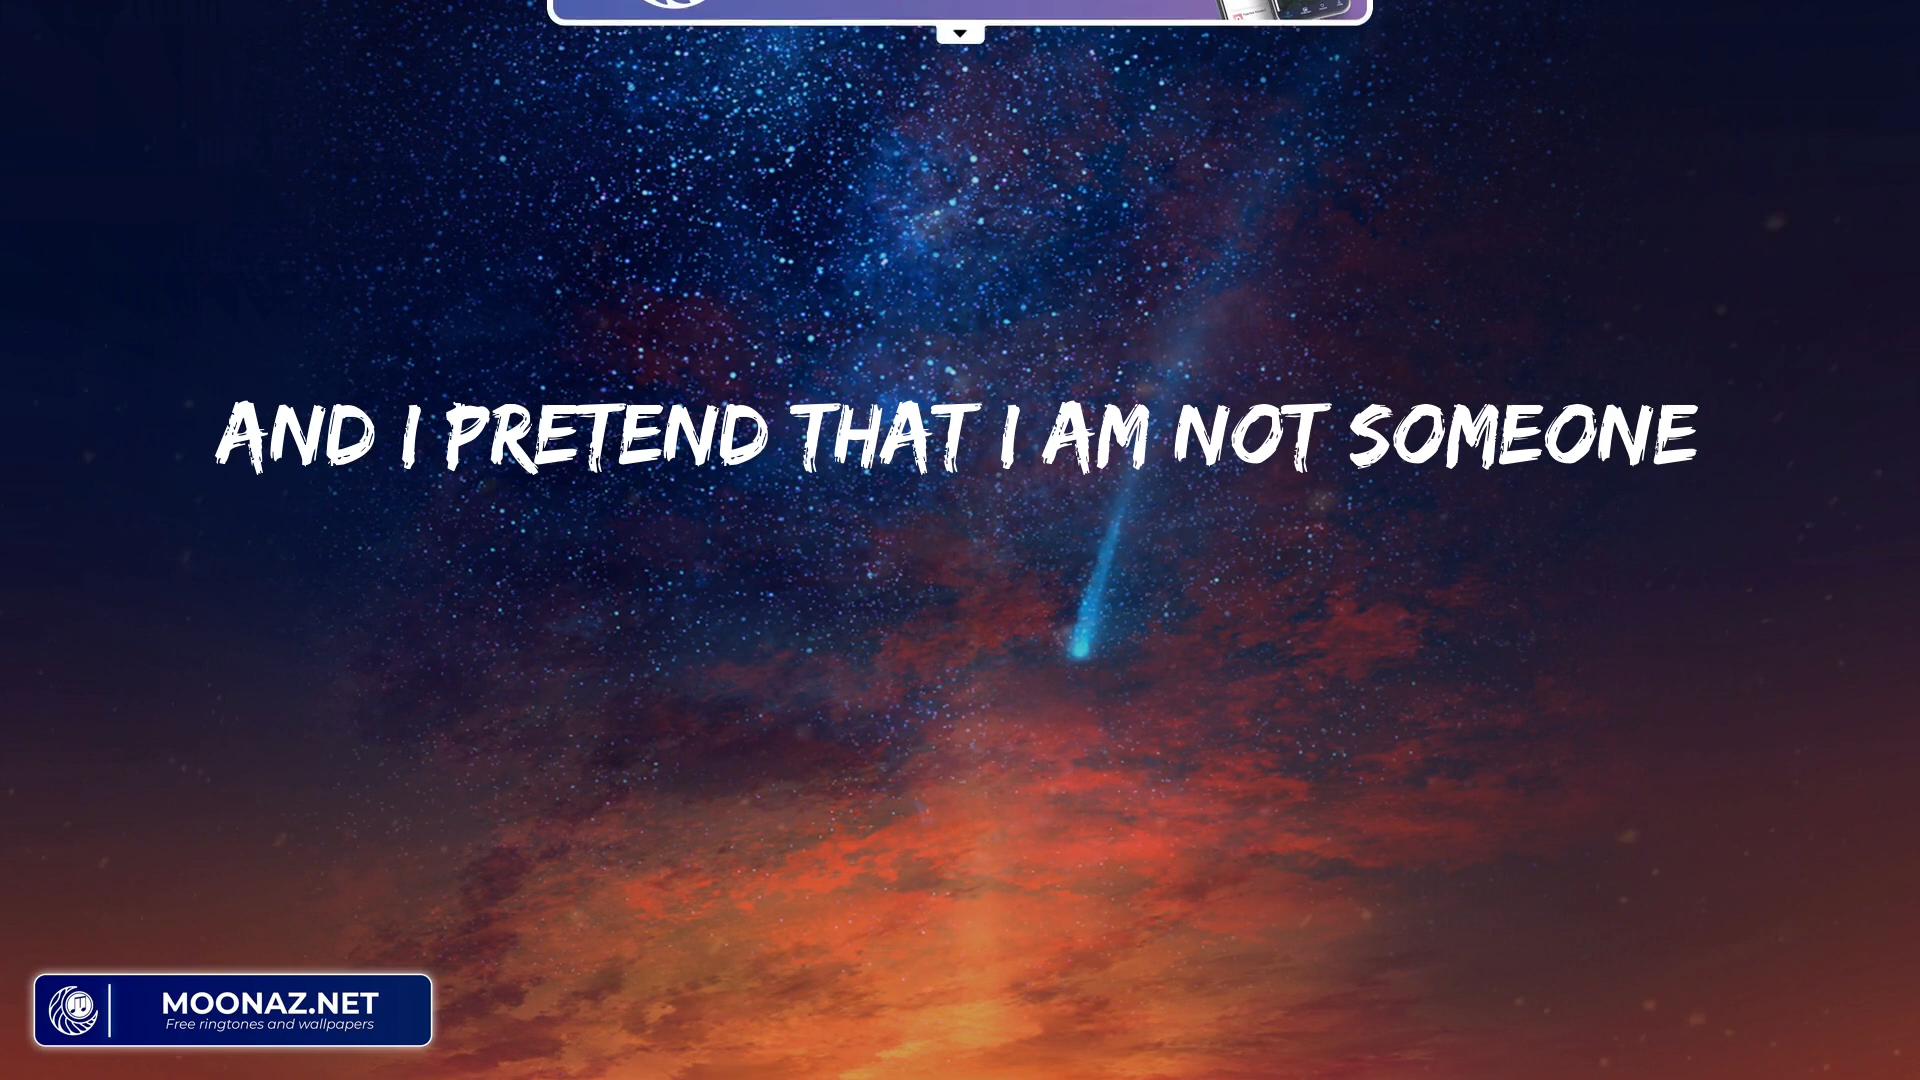 AND I PRETEND THAT I AM NOT SOMEONE
MOONAZ.NET
Free ringtones and wallpapers